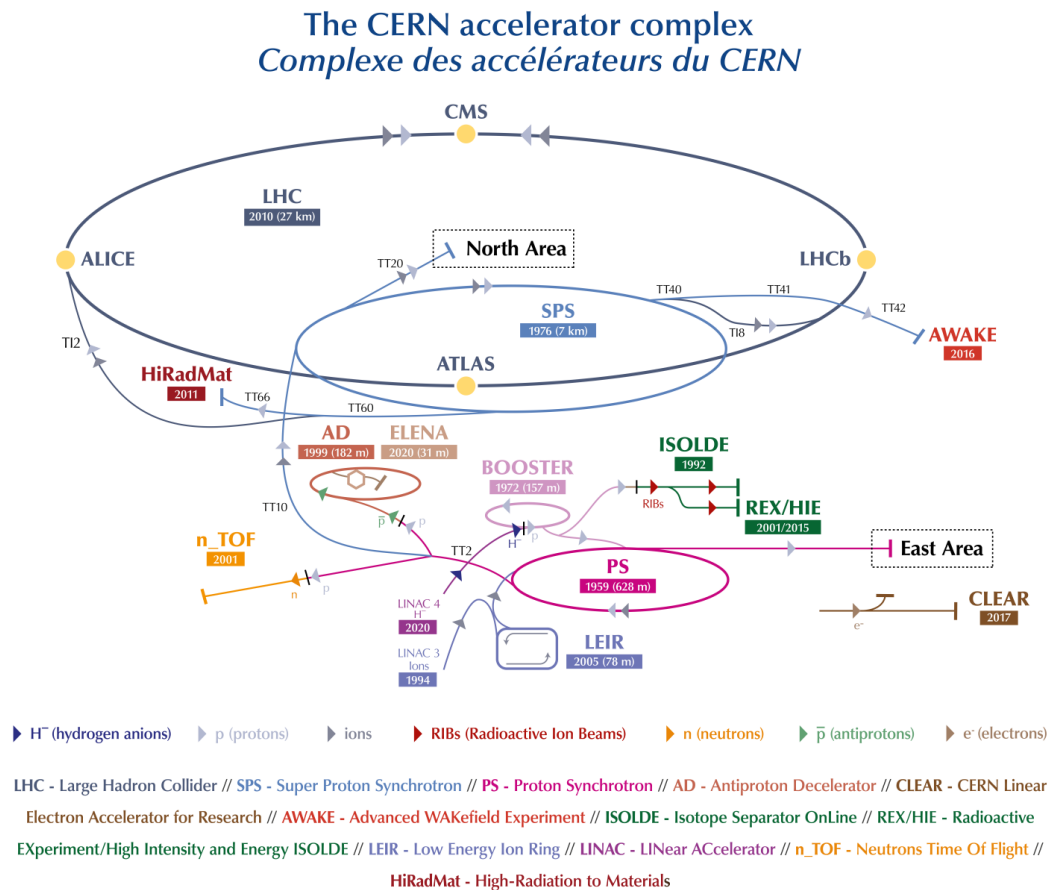 The CERN accelerator complex
Complexe des accélérateurs du CERN
CMS
LHC
2010 (27 km)
North Area
ALICE
TT20
LHCb
TT40
TT41
SPS
1976 (7 km)
TT42
TI8
TI2
AWAKE
2016
ATLAS
HiRadMat
2011
TT66
TT60
AD
1999 (182 m)
ELENA
2020 (31 m)
ISOLDE
1992
BOOSTER
1972 (157 m)
RIBs
REX/HIE
2001/2015
TT10
p̅
p
H⁻
p
n_TOF
2001
TT2
East Area
PS
1959 (628 m)
n
p
LINAC 4
H⁻
2020
CLEAR
2017
e⁻
LINAC 3
Ions
1994
LEIR
2005 (78 m)
H⁻ (hydrogen anions)
p (protons)
ions
RIBs (Radioactive Ion Beams)
n (neutrons)
p̅ (antiprotons)
e⁻ (electrons)
LHC - Large Hadron Collider // SPS - Super Proton Synchrotron // PS - Proton Synchrotron // AD - Antiproton Decelerator // CLEAR - CERN Linear
Electron Accelerator for Research // AWAKE - Advanced WAKefield Experiment // ISOLDE - Isotope Separator OnLine // REX/HIE - Radioactive
EXperiment/High Intensity and Energy ISOLDE // LEIR - Low Energy Ion Ring // LINAC - LINear ACcelerator // n_TOF - Neutrons Time Of Flight //
HiRadMat - High-Radiation to Materials